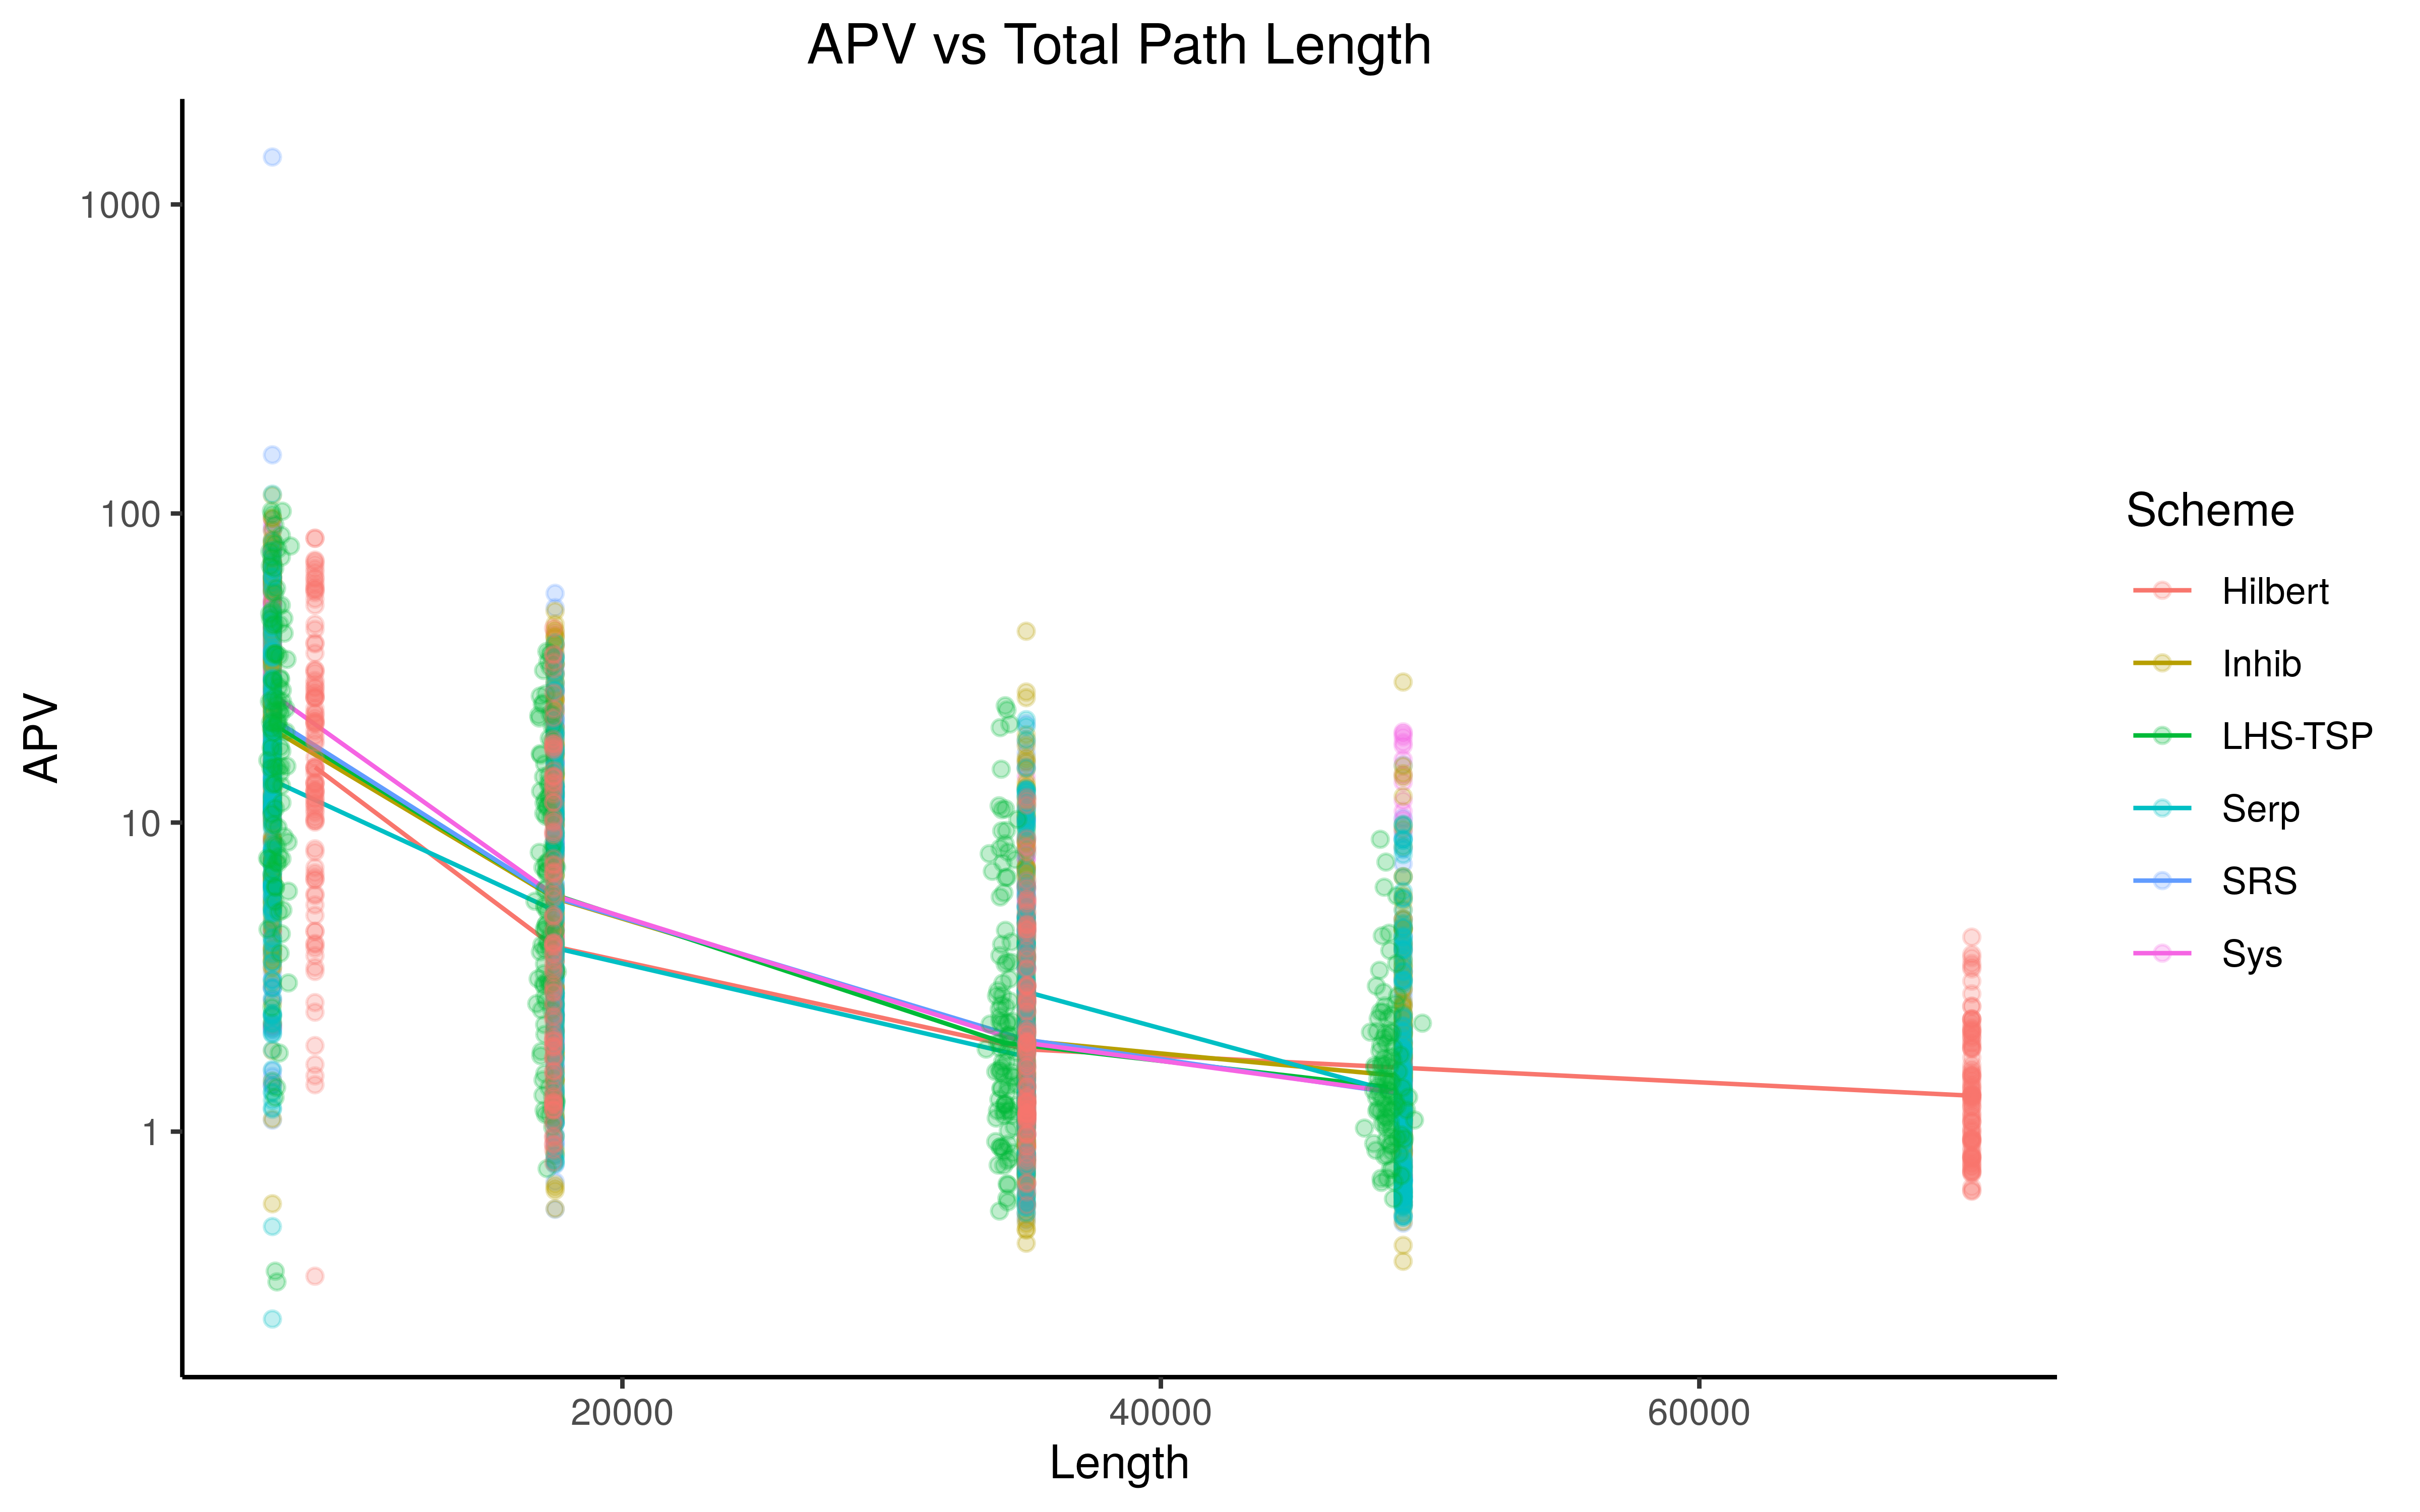 APV vs Total Path Length
APV
1000
100
10
1
20000
40000
60000
Length
Scheme
Hilbert
Inhib
LHS-TSP
Serp
SRS
Sys